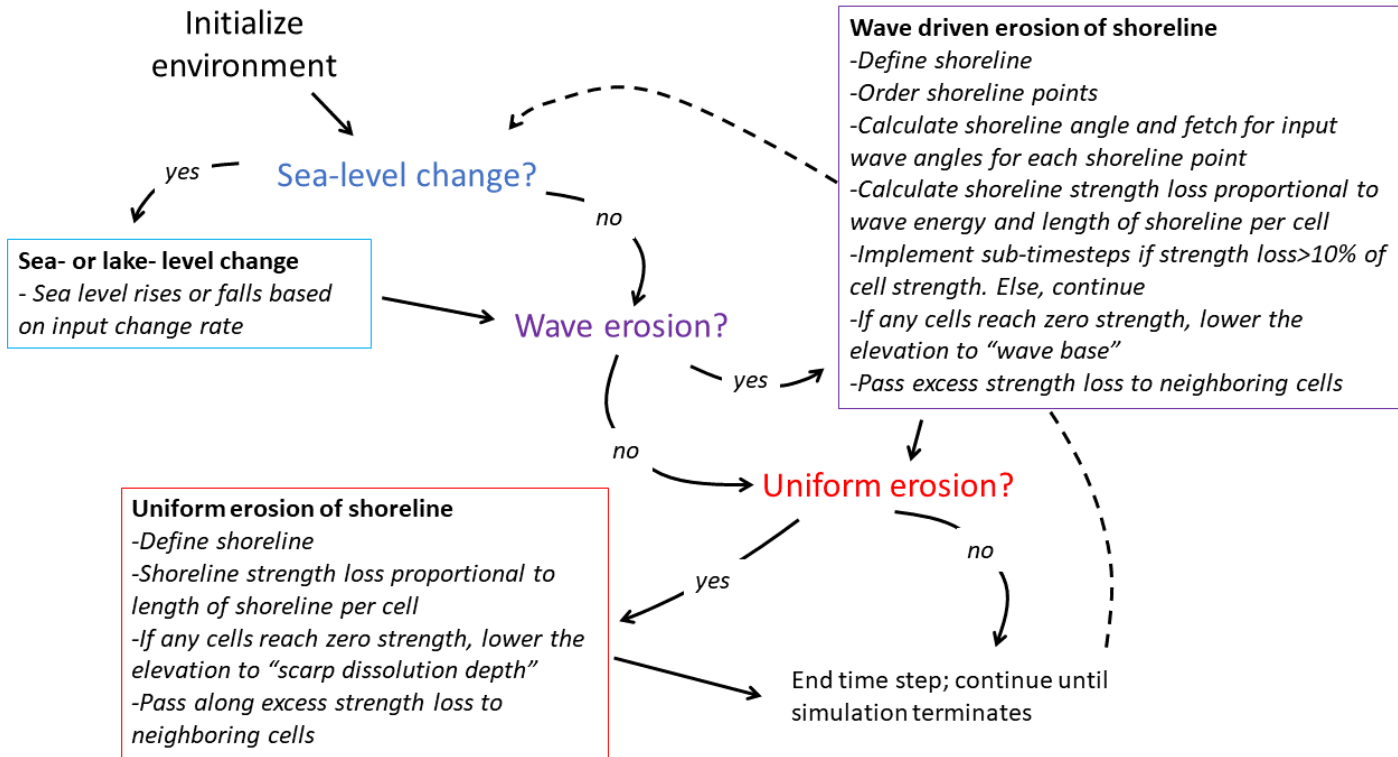 Initialize
environment
Sea-level change?
yes
no
Sea- or lake- level change
- Sea level rises or falls based
on input change rate
Wave erosion?
yes
no
Wave driven erosion of shoreline
-Define shoreline
-Order shoreline points
-Calculate shoreline angle and fetch for input
wave angles for each shoreline point
-Calculate shoreline strength loss proportional to
wave energy and length of shoreline per cell
-Implement sub-timesteps if strength loss>10% of
cell strength. Else, continue
-If any cells reach zero strength, lower the
elevation to “wave base”
-Pass excess strength loss to neighboring cells
Uniform erosion?
yes
no
Uniform erosion of shoreline
-Define shoreline
-Shoreline strength loss proportional to
length of shoreline per cell
-If any cells reach zero strength, lower the
elevation to “scarp dissolution depth”
-Pass along excess strength loss to
neighboring cells
End time step; continue until
simulation terminates